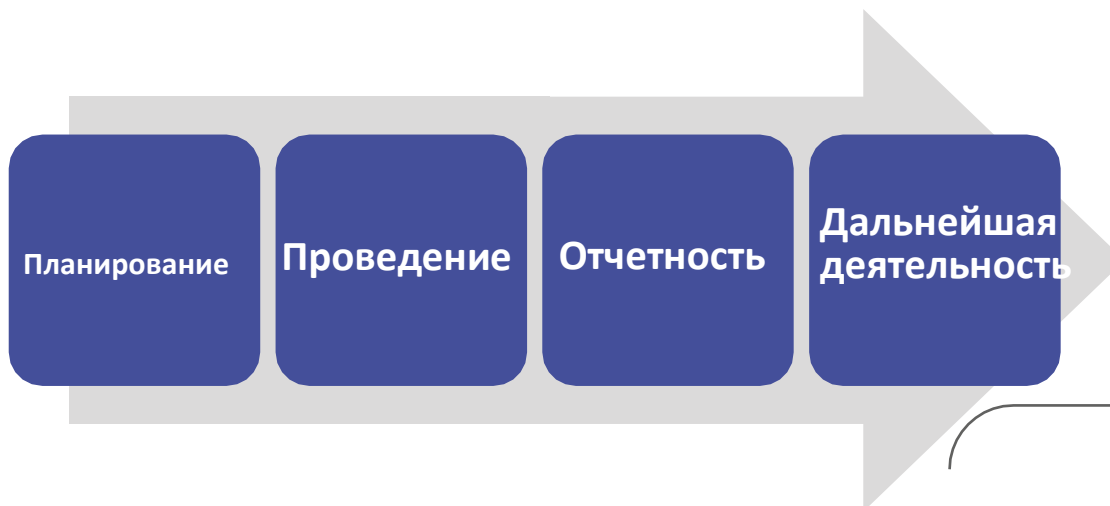 Планирование
Проведение
Отчетность
Дальнейшая
деятельность